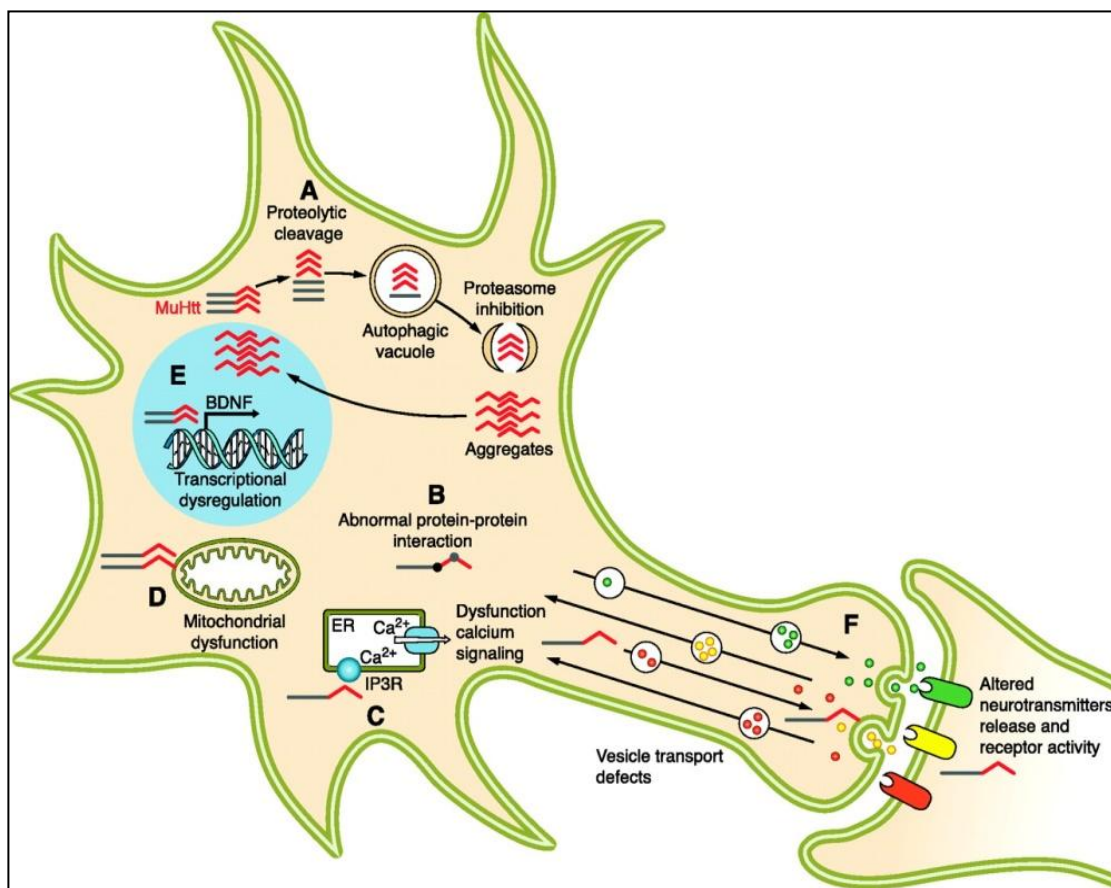 A
Proteolytic
cleavage
MuHtt
Autophagic
vacuole
Proteasome
inhibition
Aggregates
E
BDNF
Transcriptional
dysregulation
B
Abnormal protein-protein
interaction
D
Mitochondrial
dysfunction
ER
Ca2+
Ca2+
IP3R
C
Dysfunction
calcium
signaling
F
Vesicle transport
defects
Altered
neurotransmitters
release and
receptor activity